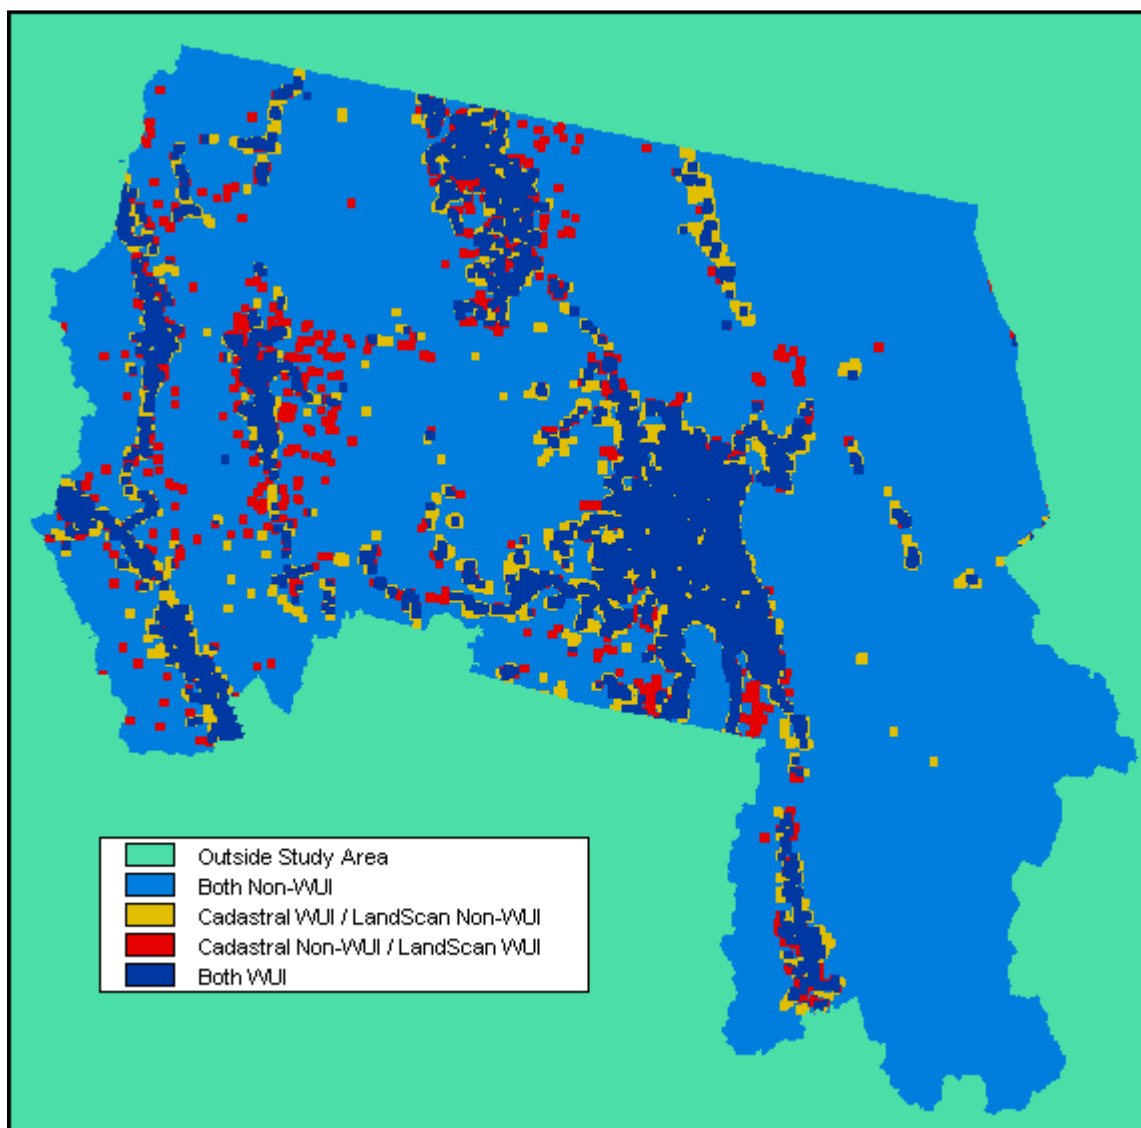 Outside Study Area
Both Non-WUI
Cadastral WUI / LandScan Non-WUI
Cadastral Non-WUI / LandScan WUI
Both WUI